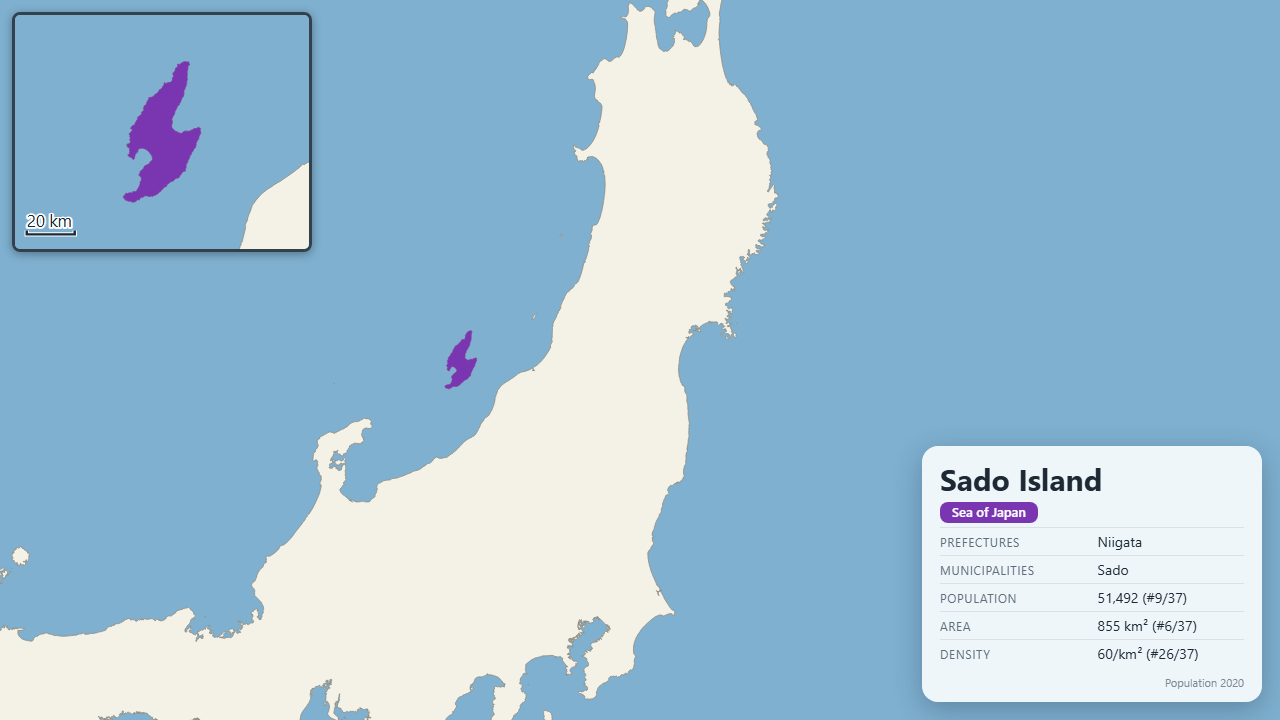 20 km
Sado Island
Sea of Japan
PREFECTURES Niigata
MUNICIPALITIES Sado
POPULATION 51,492 (#9/37)
AREA 855 km² (#6/37)
DENSITY 60/km² (#26/37)
Population 2020